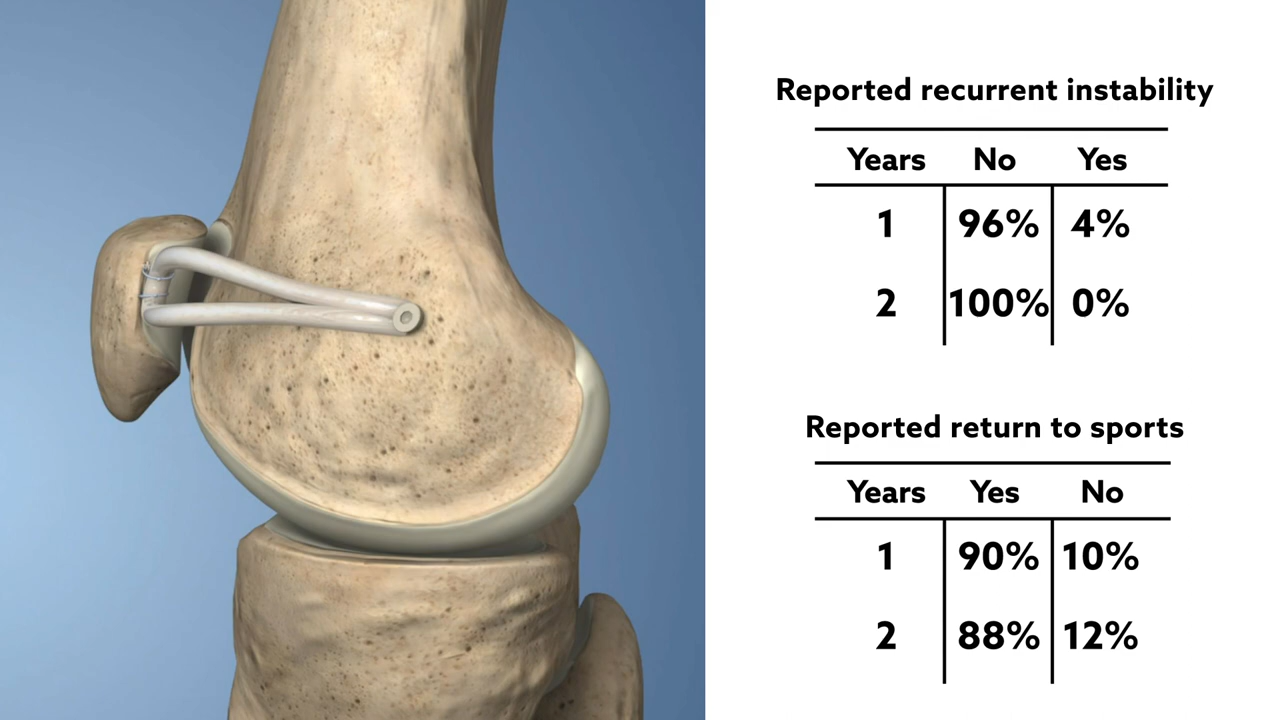 Reported recurrent instability
Years No Yes
1 96% 4%
2 100% 0%
Reported return to sports
Years Yes No
1 90% 10%
2 88% 12%